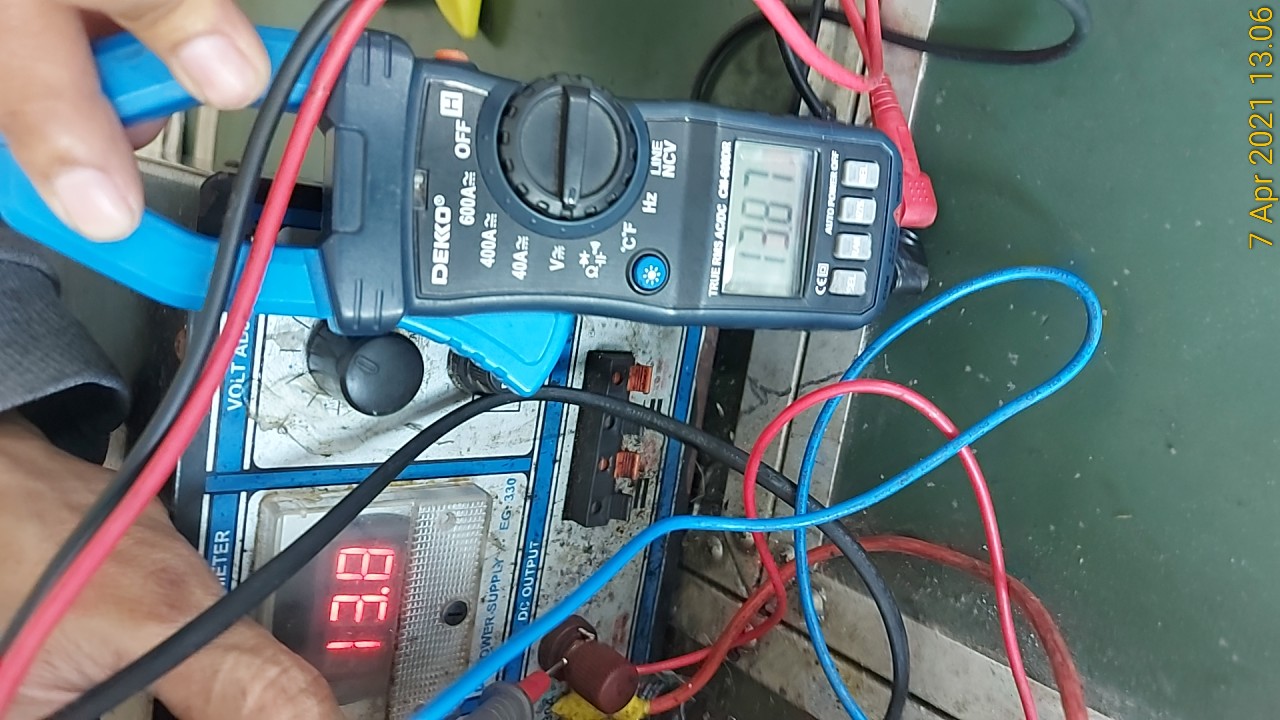 METER
VOLT ADJ
13.8
POWER SUPPLY EG. 330
DC OUTPUT
DEKKO®
600A
OFF
H
400A
40A
V
Ω
°C°F
Hz
LINE
NCV
TRUE RMS AC/DC CM-600DR
13.87
CE
AUTO POWER OFF
COM
7 Apr 2021 13.06